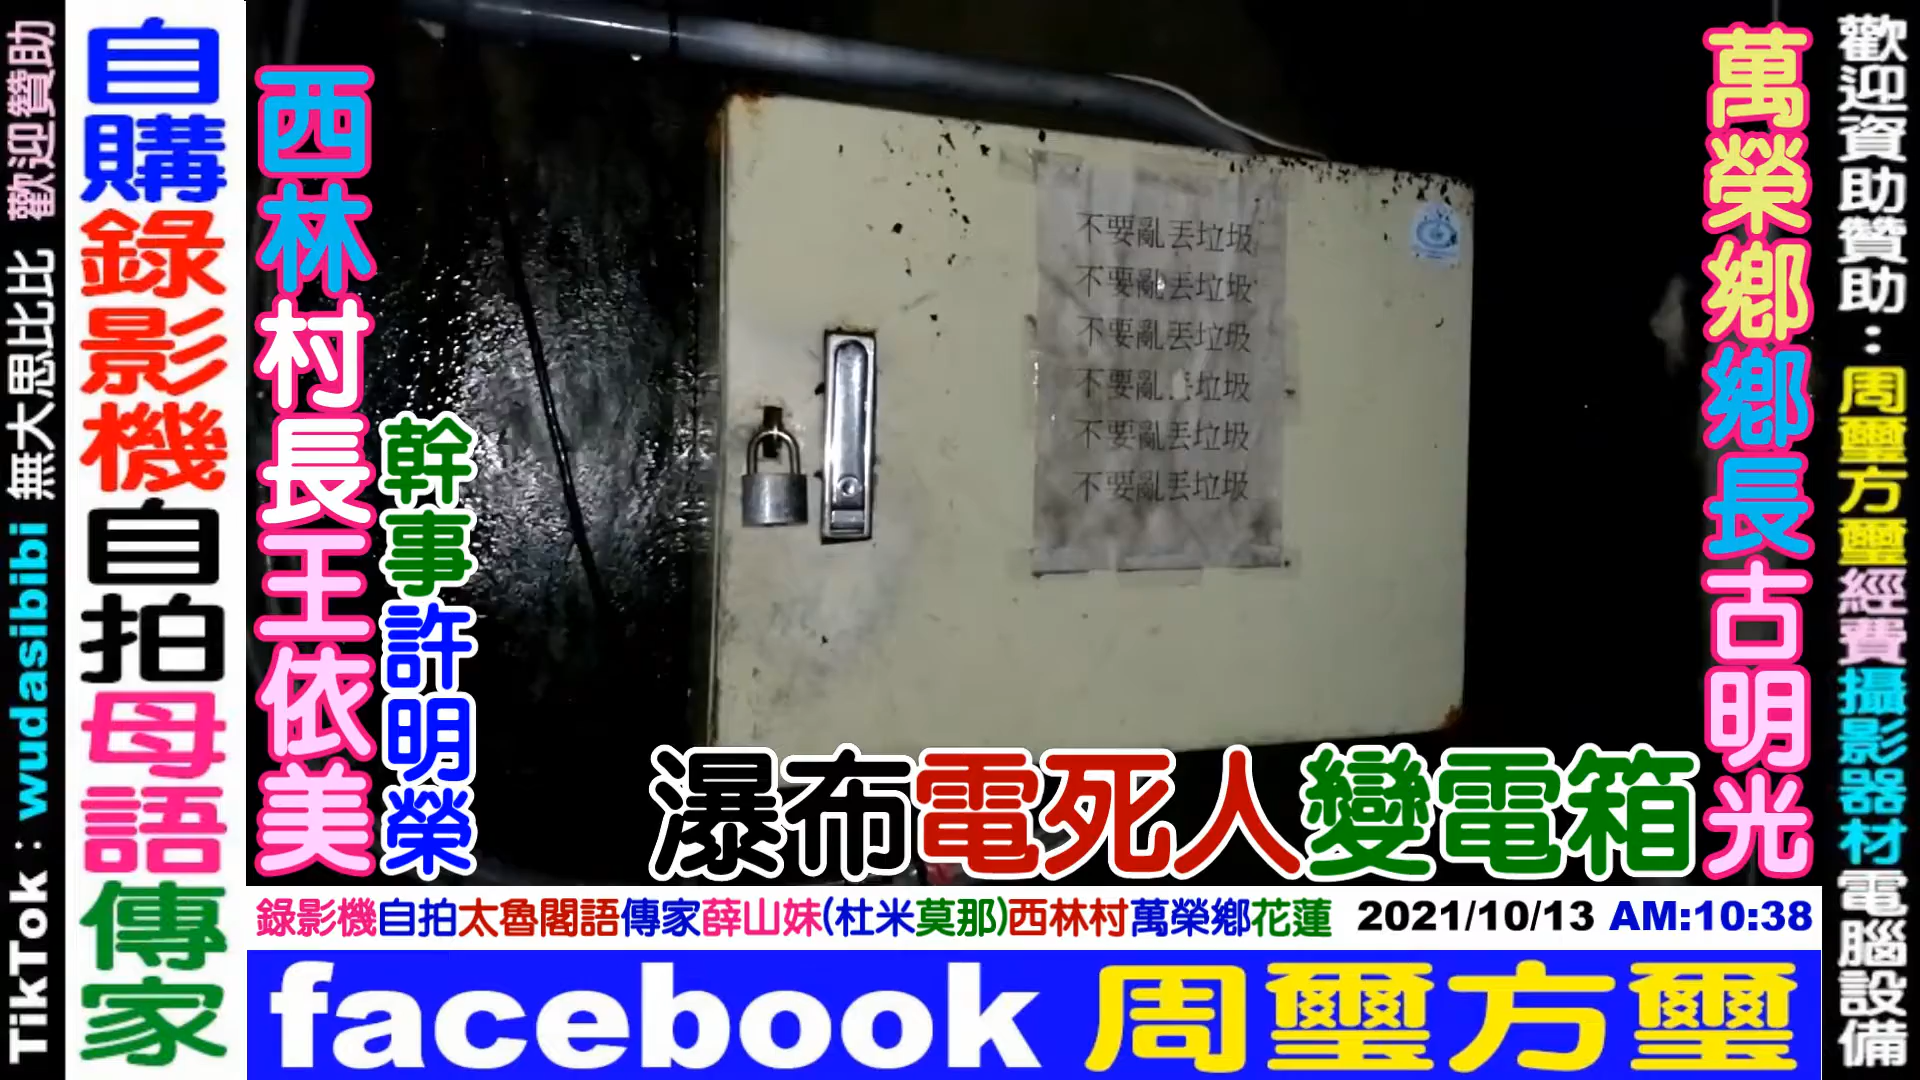 TikTok : wudasibibi 無大思比比 歡迎贊助
自購錄影機自拍母語傳家
西林村長王依美
幹事許明榮
不要亂丟垃圾
不要亂丟垃圾
不要亂丟垃圾
不要亂丟垃圾
不要亂丟垃圾
不要亂丟垃圾
瀑布電死人變電箱
萬榮鄉鄉長古明光
歡迎資助贊助：周璽方璽經費攝影器材電腦設備
錄影機自拍太魯閣語傳家薛山妹(杜米莫那)西林村萬榮鄉花蓮 2021/10/13 AM:10:38
facebook 周璽方璽